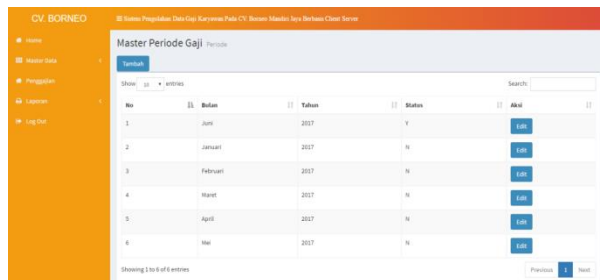 CV. BORNEO
Sistem Pengolahan Data Gaji Karyawan Pada CV. Borneo Mandiri Jaya Berbasis Client Server
Home
Master Data
Penggajian
Laporan
Log Out
Master Periode Gaji Periode
Tambah
Show 10 entries
Search:
No Bulan Tahun Status Aksi
1 Juni 2017 Y Edit
2 Januari 2017 N Edit
3 Februari 2017 N Edit
4 Maret 2017 N Edit
5 April 2017 N Edit
6 Mei 2017 N Edit
Showing 1 to 6 of 6 entries
Previous 1 Next